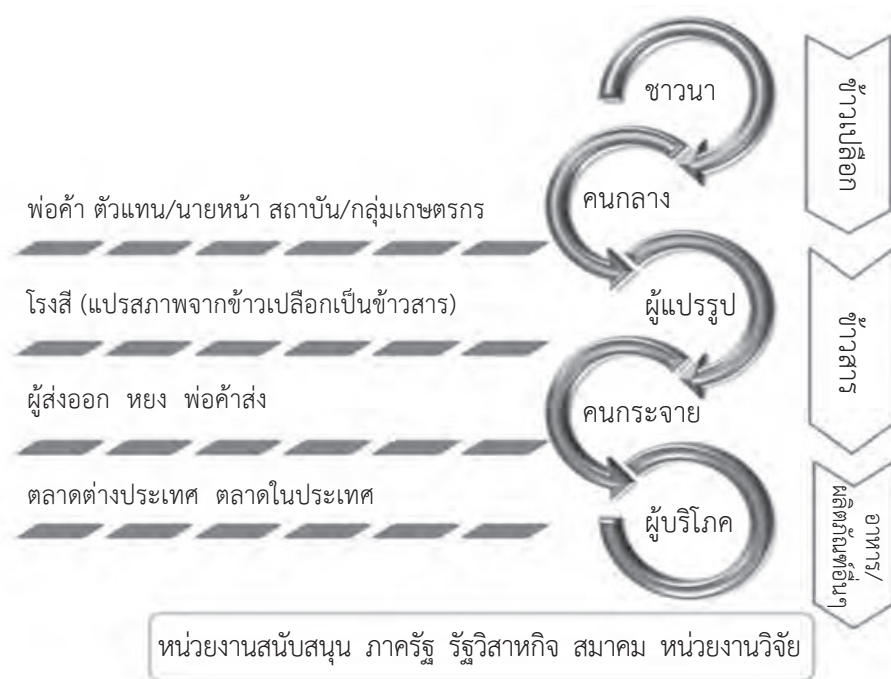 ชาวนา
ข้าวเปลือก
คนกลาง
พ่อค้า ตัวแทน/นายหน้า สถาบัน/กลุ่มเกษตรกร
โรงสี (แปรสภาพจากข้าวเปลือกเป็นข้าวสาร)
ผู้แปรรูป
ข้าวสาร
ผู้ส่งออก หยง พ่อค้าส่ง
คนกระจาย
ตลาดต่างประเทศ ตลาดในประเทศ
ผู้บริโภค
อาหาร/
ผลิตภัณฑ์อื่นๆ
หน่วยงานสนับสนุน ภาครัฐ รัฐวิสาหกิจ สมาคม หน่วยงานวิจัย